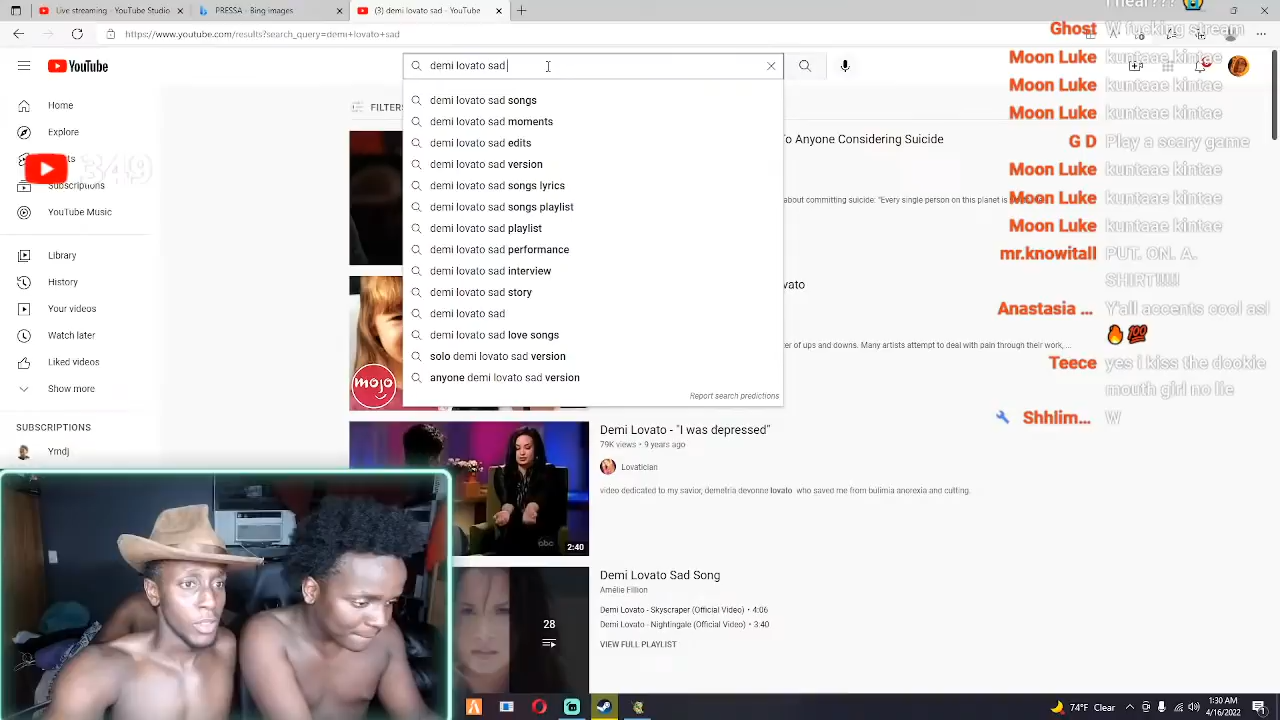 Live streaming - YouTube Studio
PRESSA - Bing images
(3) demi lovato sad - YouTube
https://www.youtube.com/results?search_query=demi+lovato+sad
YouTube
demi lovato sad
Home
Explore
Subscriptions
YouTube Music
Library
History
Your videos
Watch later
Liked videos
Show more
SUBSCRIPTIONS
Ymdj
349
FILTERS
demi lovato sad songs
demi lovato sad moments
demi lovato sad edits
demi lovato sad version
demi lovato sad songs lyrics
demi lovato sad songs playlist
demi lovato sad playlist
demi lovato sad performance
demi lovato sad interview
demi lovato sad story
demi lovato sad
demi lovato sad love songs
solo demi lovato sad version
anyone demi lovato sad version
Report search predictions
To Anyone Considering Suicide
about committing suicide: "Every single person on this planet is
vato
er of ups and downs. Many artists attempt to deal with pain through their work, ...
mojo
Demi Lovato - "I was depressed"
79K views • 9 years ago
Lovatician
video dedicated to my savior, demetria devonne lovato who saved me from bulimia anorexia and cutting.
abc
2:40
Demi Lovato Sad Song
Amélie Fillion
Demi Lovato - Skyscraper (Official Video) • 4:06
Demi Lovato - Nightingale (Official Video) • 3:40
VIEW FULL PLAYLIST
28
I hear???
Ghost W fucking stream
Moon Luke kuntaae kintae
Moon Luke kuntaae kintae
Moon Luke kuntaae kintae
G D Play a scary game
Moon Luke kuntaae kintae
Moon Luke kuntaae kintae
Moon Luke kuntaae kintae
mr.knowitall PUT. ON. A.
SHIRT!!!!!
Anastasia ... Y'all accents cool asl
🔥💯
Teece yes i kiss the dookie
mouth girl no lie
Shhlim... W
74°F Clear
1:30 AM
4/16/2022